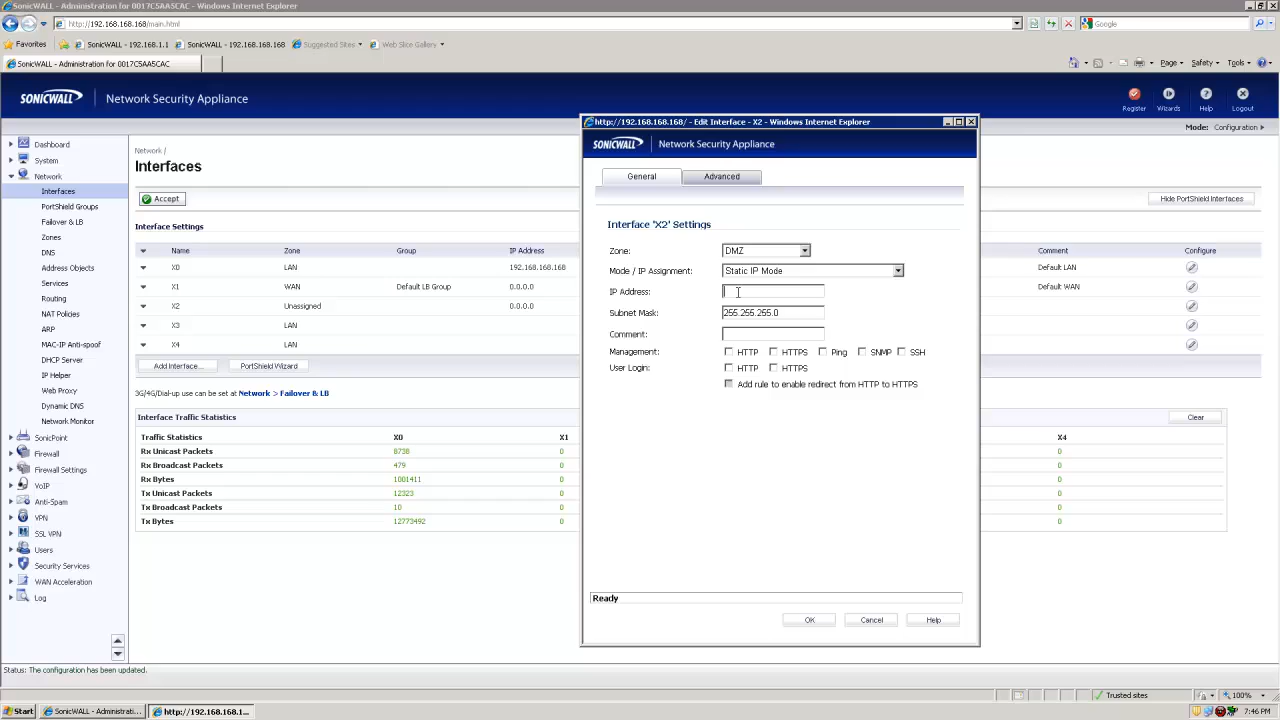 SonicWALL - Administration for 0017C5AA5CAC - Windows Internet Explorer
http://192.168.168.168/main.html
Google
Favorites SonicWALL - 192.168.1.1 SonicWALL - 192.168.168.168 Suggested Sites Web Slice Gallery
SonicWALL - Administration for 0017C5AA5CAC
Page Safety Tools
SONICWALL Network Security Appliance
Register Wizards Help Logout
Mode: Configuration
Dashboard
System
Network
Interfaces
PortShield Groups
Failover & LB
Zones
DNS
Address Objects
Services
Routing
NAT Policies
ARP
MAC-IP Anti-spoof
DHCP Server
IP Helper
Web Proxy
Dynamic DNS
Network Monitor
SonicPoint
Firewall
Firewall Settings
VoIP
Anti-Spam
VPN
SSL VPN
Users
Security Services
WAN Acceleration
Log
Network /
Interfaces
Accept
Hide PortShield Interfaces
Interface Settings
Name Zone Group IP Address Comment Configure
X0 LAN 192.168.168.168 Default LAN
X1 WAN Default LB Group 0.0.0.0 Default WAN
X2 Unassigned 0.0.0.0
X3 LAN
X4 LAN
Add Interface... PortShield Wizard
3G/4G/Dial-up use can be set at Network > Failover & LB
Interface Traffic Statistics
Clear
Traffic Statistics X0 X1 X4
Rx Unicast Packets 8738 0 0
Rx Broadcast Packets 479 0 0
Rx Bytes 1001411 0 0
Tx Unicast Packets 12323 0 0
Tx Broadcast Packets 10 0 0
Tx Bytes 12773492 0 0
http://192.168.168.168/ - Edit Interface - X2 - Windows Internet Explorer
SONICWALL Network Security Appliance
General Advanced
Interface 'X2' Settings
Zone: DMZ
Mode / IP Assignment: Static IP Mode
IP Address:
Subnet Mask: 255.255.255.0
Comment:
Management: HTTP HTTPS Ping SNMP SSH
User Login: HTTP HTTPS
Add rule to enable redirect from HTTP to HTTPS
Ready
OK Cancel Help
Status: The configuration has been updated.
Trusted sites 100%
Start SonicWALL - Administrati... http://192.168.168.1... 7:46 PM